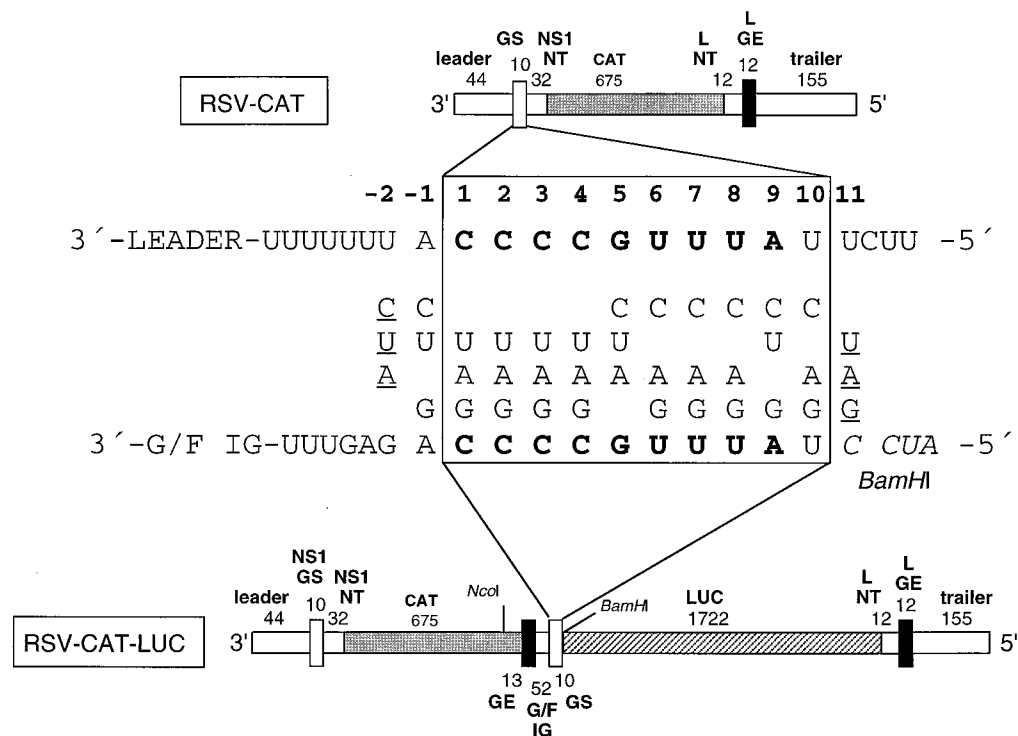 GS NS1 NT L NT L GE
leader 10 CAT 12 trailer
44 32 675 12 155
RSV-CAT 3' 5'
-2 -1 1 2 3 4 5 6 7 8 9 10 11
3´-LEADER-UUUUUUU A C C C C G U U U A U UCUU -5´
C C C C C C C C
U U U U U U U U U
A A A A A A A A A A A
G G G G G G G G G G G
3´-G/F IG-UUUGAG A C C C C G U U U A U C CUA -5´
BamHI
NS1 GS NS1 NT NcoI BamHI LUC L NT L GE
leader 10 CAT 12 trailer
44 32 675 1722 12 155
RSV-CAT-LUC 3' 5'
13 52 10
GE G/F IG GS